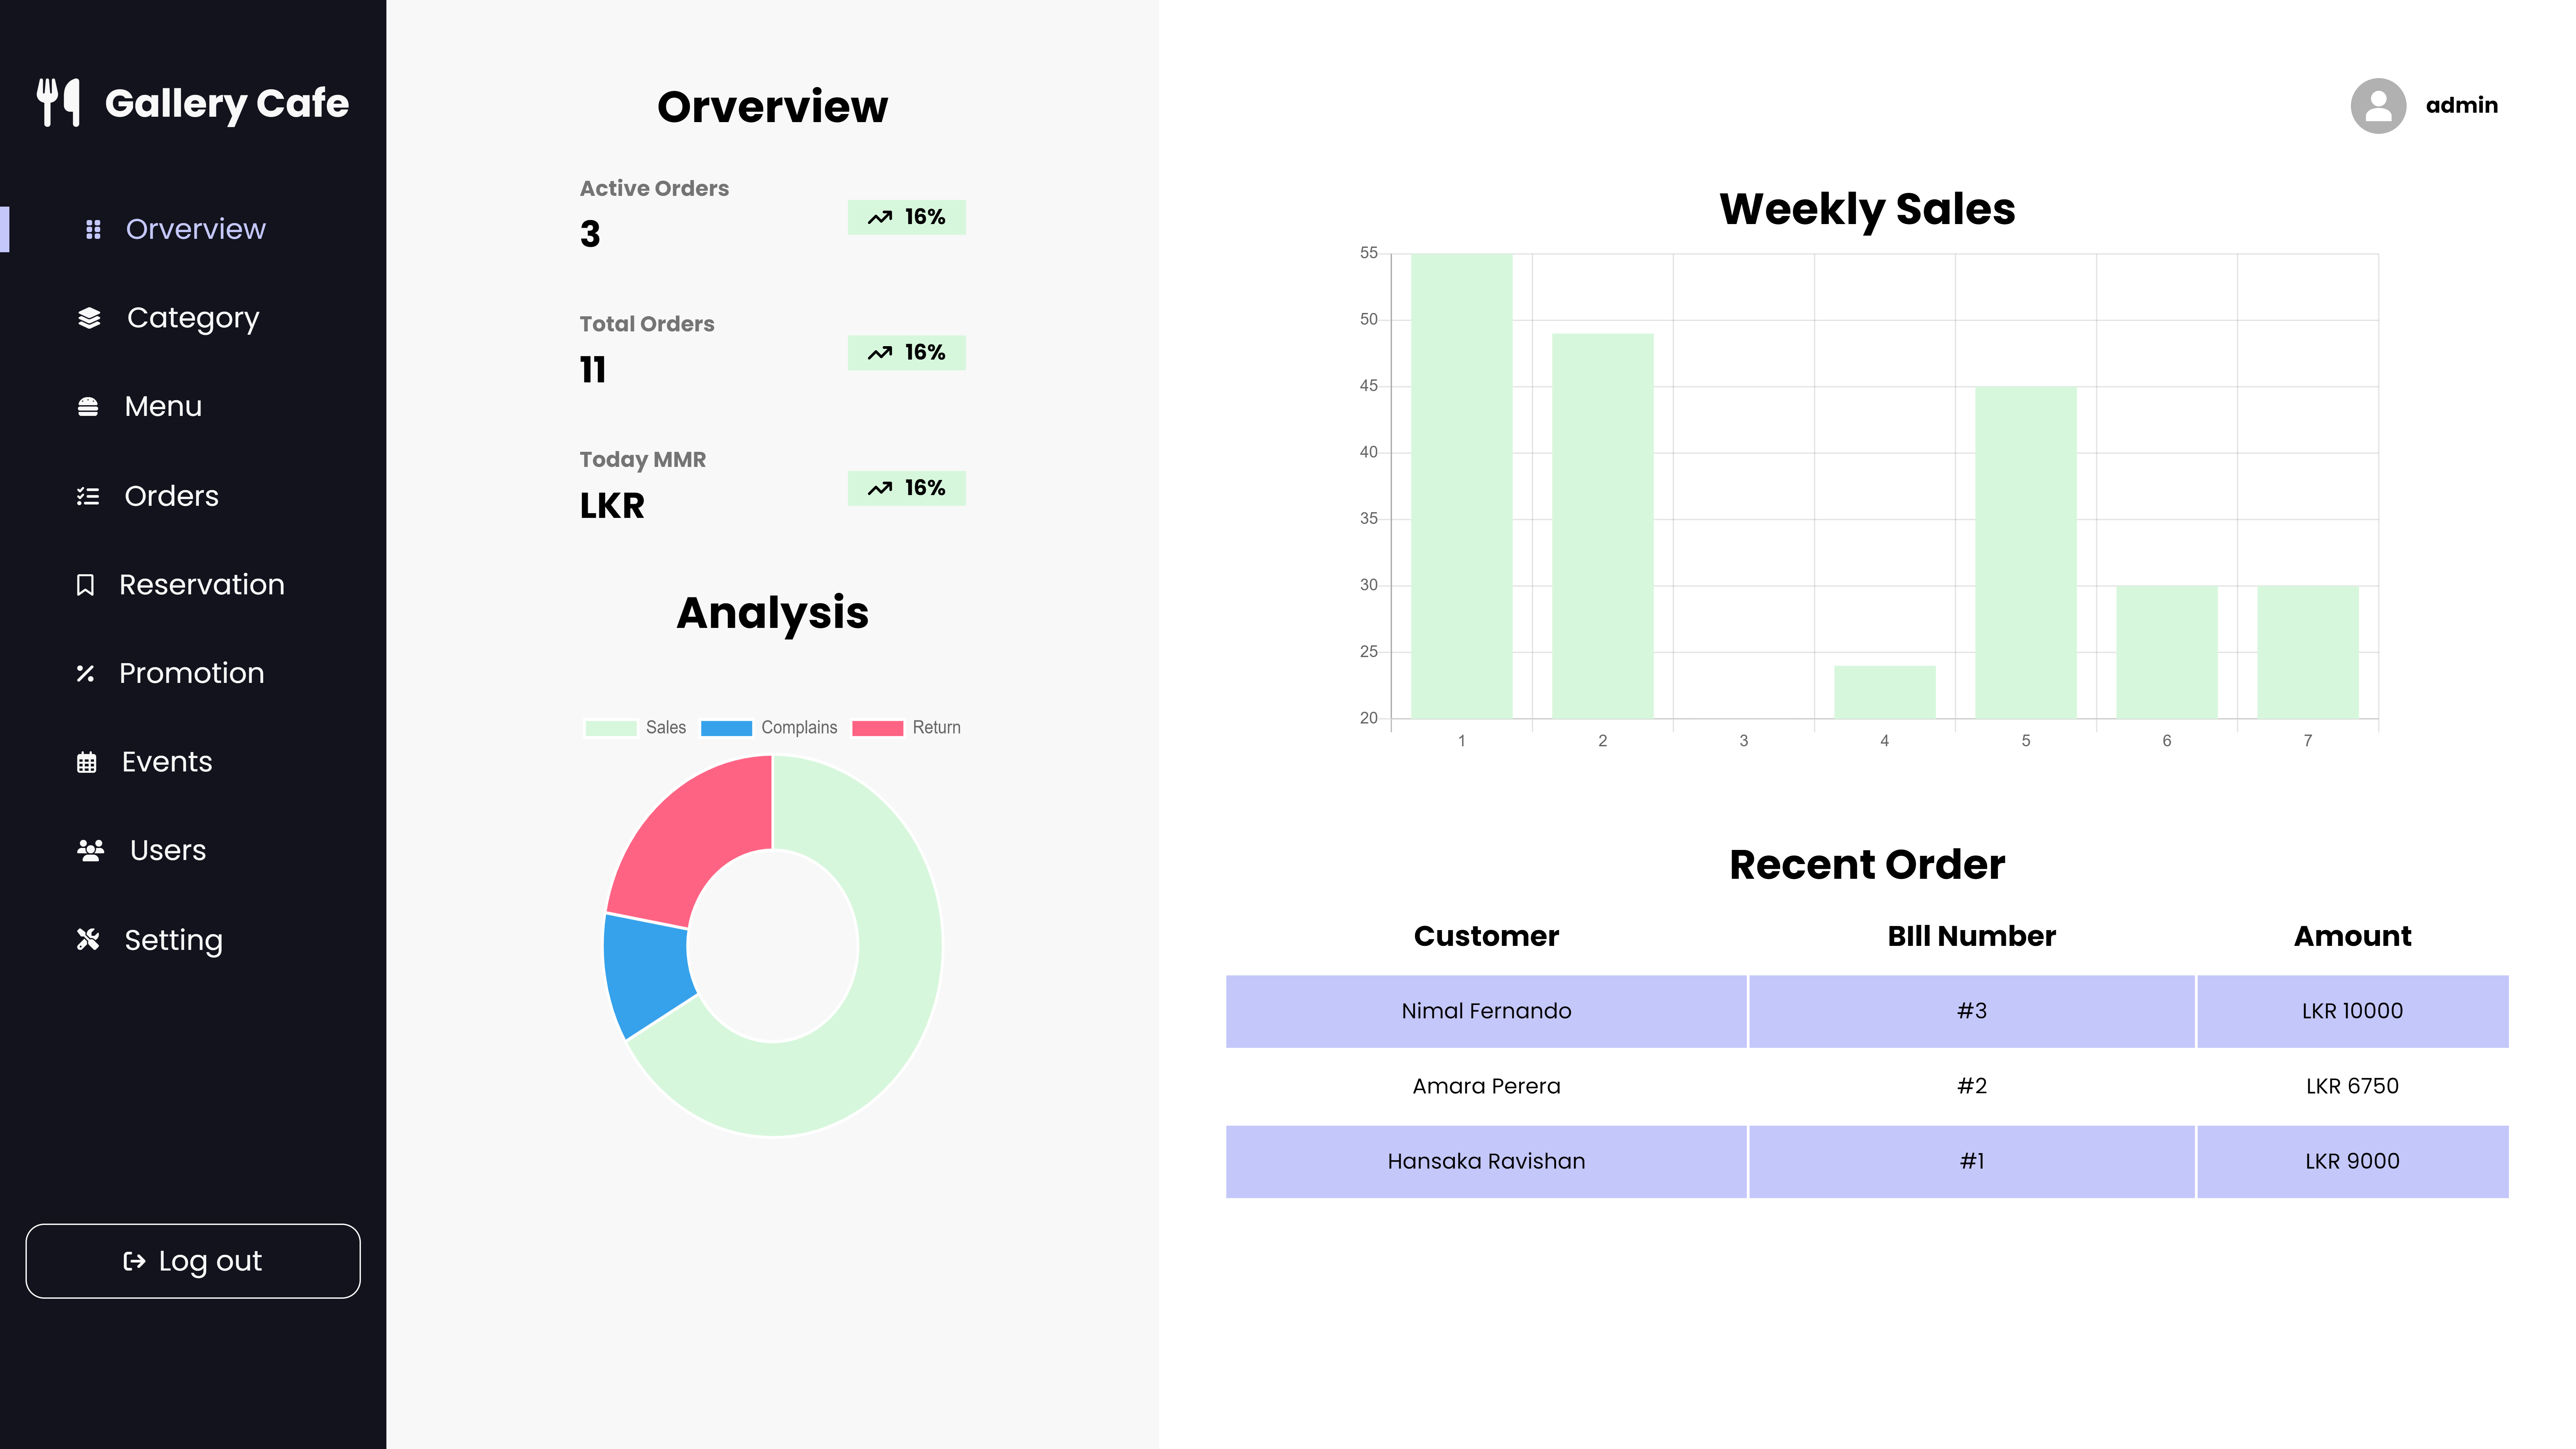 Gallery Cafe
Orverview
Category
Menu
Orders
Reservation
Promotion
Events
Users
Setting
Log out
Orverview
Active Orders
3
16%
Total Orders
11
16%
Today MMR
LKR
16%
Analysis
Sales Complains Return
admin
Weekly Sales
55
50
45
40
35
30
25
20
1 2 3 4 5 6 7
Recent Order
Customer BIll Number Amount
Nimal Fernando #3 LKR 10000
Amara Perera #2 LKR 6750
Hansaka Ravishan #1 LKR 9000